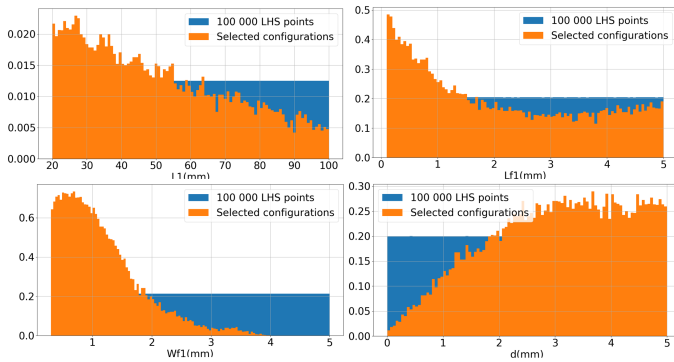 100 000 LHS points
Selected configurations
0.020
0.015
0.010
0.005
0.000
20 30 40 50 60 70 80 90 100
L1(mm)
0.5
100 000 LHS points
Selected configurations
0.4
0.3
0.2
0.1
0.0
0 1 2 3 4 5
Lf1(mm)
100 000 LHS points
Selected configurations
0.6
0.4
0.2
0.0
1 2 3 4 5
Wf1(mm)
0.30
100 000 LHS points
Selected configurations
0.25
0.20
0.15
0.10
0.05
0.00
0 1 2 3 4 5
d(mm)